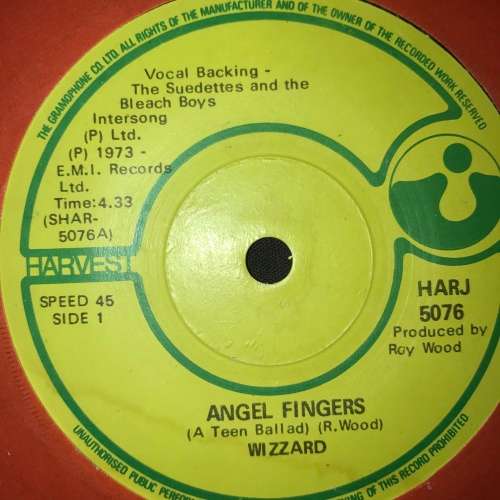 THE GRAMOPHONE CO. LTD. ALL RIGHTS OF THE MANUFACTURER AND OF THE OWNER OF THE RECORDED WORK RESERVED
Vocal Backing -
The Suedettes and the
Bleach Boys
Intersong
(P) Ltd.
(P) 1973 -
E.M.I. Records
Ltd.
Time:4.33
(SHAR-
5076A)
HARVEST
SPEED 45
SIDE 1
HARJ
5076
Produced by
Roy Wood
ANGEL FINGERS
(A Teen Ballad) (R.Wood)
WIZZARD
UNAUTHORISED PUBLIC PERFO
NG OF THIS RECORD PROHIBITED